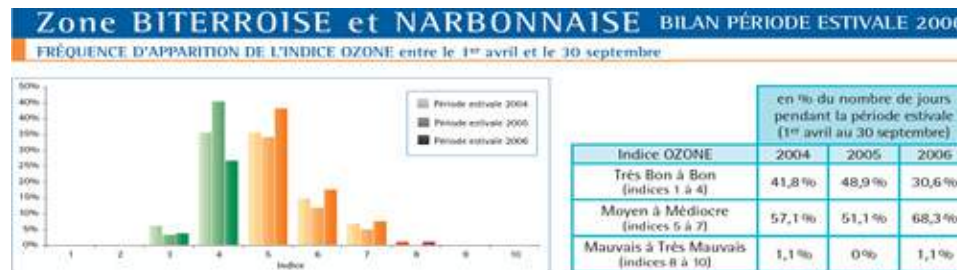 Zone BITERROISE et NARBONNAISE BILAN PÉRIODE ESTIVALE 2006
FRÉQUENCE D'APPARITION DE L'INDICE OZONE entre le 1er avril et le 30 septembre
50%
40%
40%
35%
30%
25%
20%
15%
10%
5%
0%
1 2 3 4 5 6 7 8 9 10
Indice
Période estivale 2004
Période estivale 2005
Période estivale 2006
en % du nombre de jours
pendant la période estivale
(1er avril au 30 septembre)
Indice OZONE 2004 2005 2006
Très Bon à Bon
(indices 1 à 4)
41,8% 48,9% 30,6%
Moyen à Médiocre
(indices 5 à 7)
57,1% 51,1% 68,3%
Mauvais à Très Mauvais
(indices 8 à 10)
1,1% 0% 1,1%